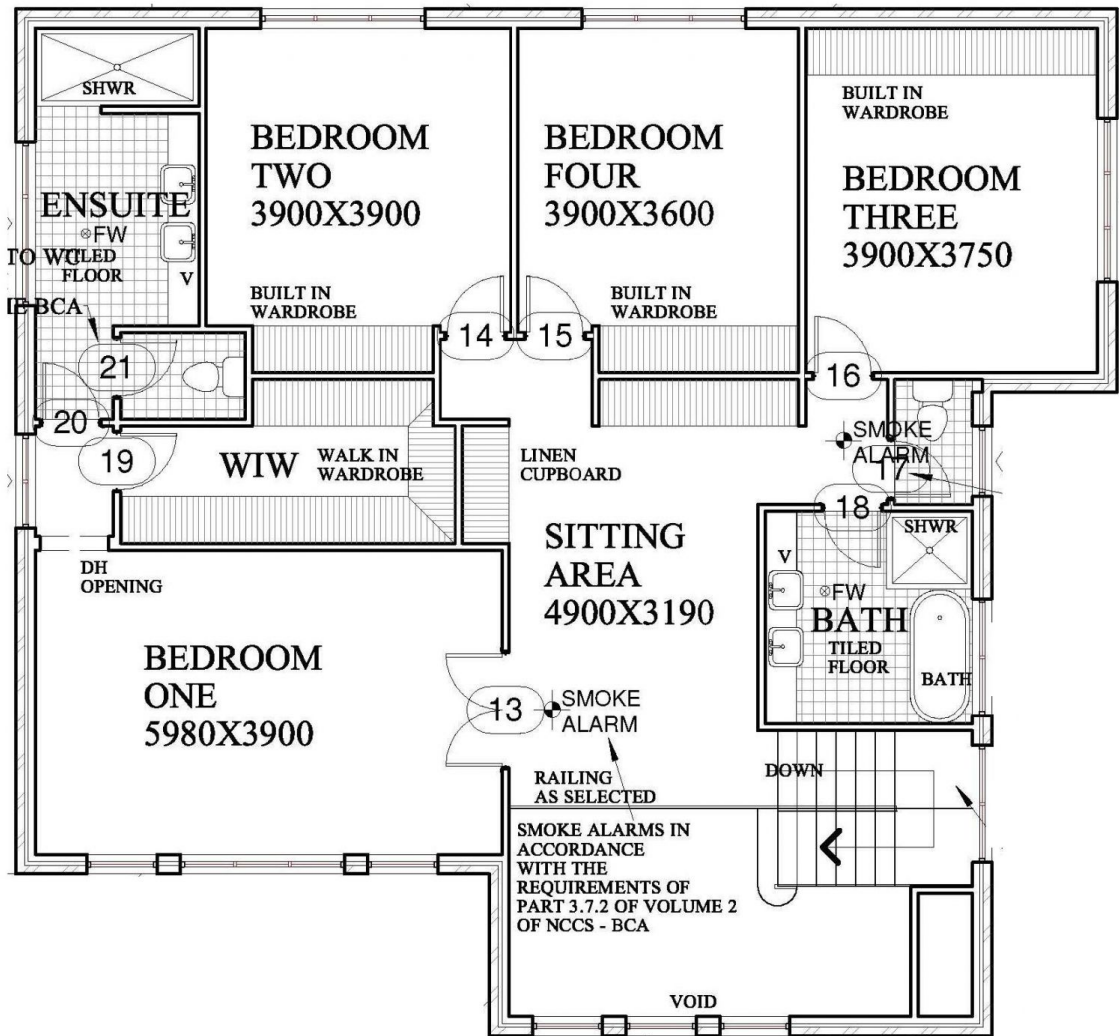 SHWR
BEDROOM
TWO
3900X3900
BEDROOM
FOUR
3900X3600
BUILT IN
WARDROBE
BEDROOM
THREE
3900X3750
ENSUITE
FW
TILED
FLOOR
V
TO WC
BCA
BUILT IN
WARDROBE
BUILT IN
WARDROBE
14
15
16
21
20
19
WIW
WALK IN
WARDROBE
LINEN
CUPBOARD
SMOKE
ALARM
17
18
SHWR
DH
OPENING
SITTING
AREA
4900X3190
V
FW
BATH
TILED
FLOOR
BATH
BEDROOM
ONE
5980X3900
13
SMOKE
ALARM
DOWN
RAILING
AS SELECTED
SMOKE ALARMS IN
ACCORDANCE
WITH THE
REQUIREMENTS OF
PART 3.7.2 OF VOLUME 2
OF NCCS - BCA
VOID